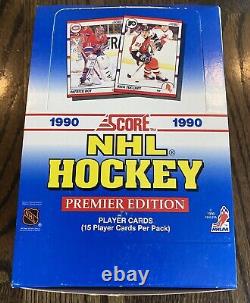 PATRICK ROY
RICK TOCCHET
1990 SCORE 1990
NHL®
HOCKEY
PREMIER EDITION
PLAYER CARDS
(15 Player Cards Per Pack)
NHL
NHLPA